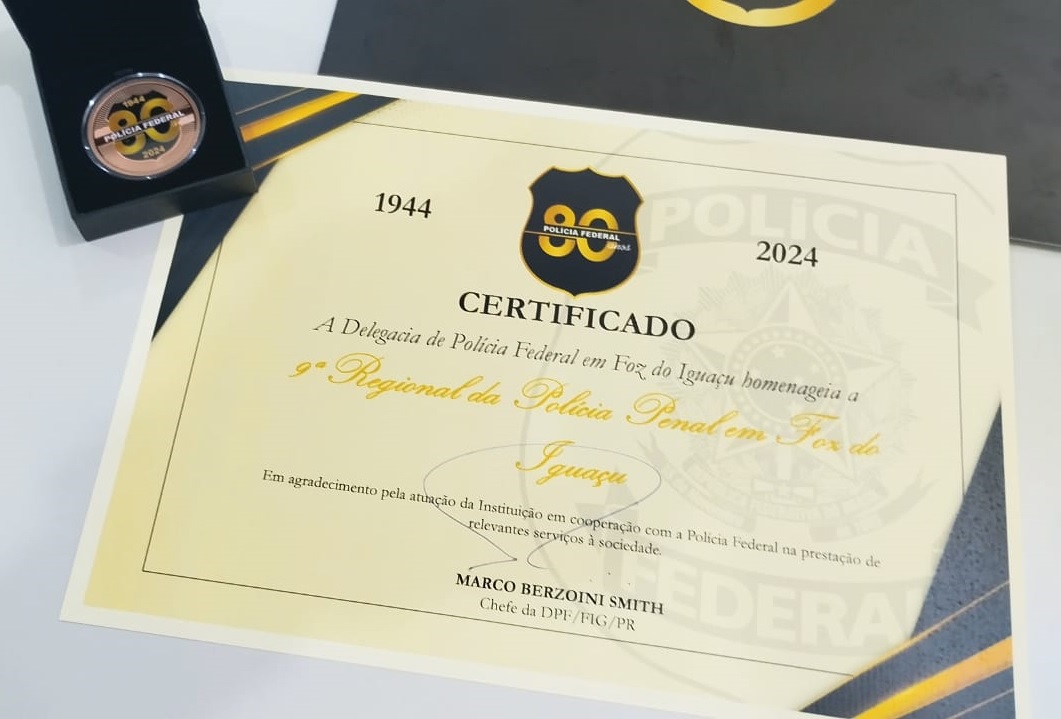 1944
80
POLÍCIA FEDERAL
2024
1944
80
POLÍCIA FEDERAL
anos
2024
POLÍCIA
CERTIFICADO
A Delegacia de Polícia Federal em Foz do Iguaçu homenageia a
9ª Regional da Polícia Penal em Foz do
Iguaçu
Em agradecimento pela atuação da Instituição em cooperação com a Polícia Federal na prestação de
relevantes serviços à sociedade.
MARCO BERZOINI SMITH
Chefe da DPF/FIG/PR
FEDERAL